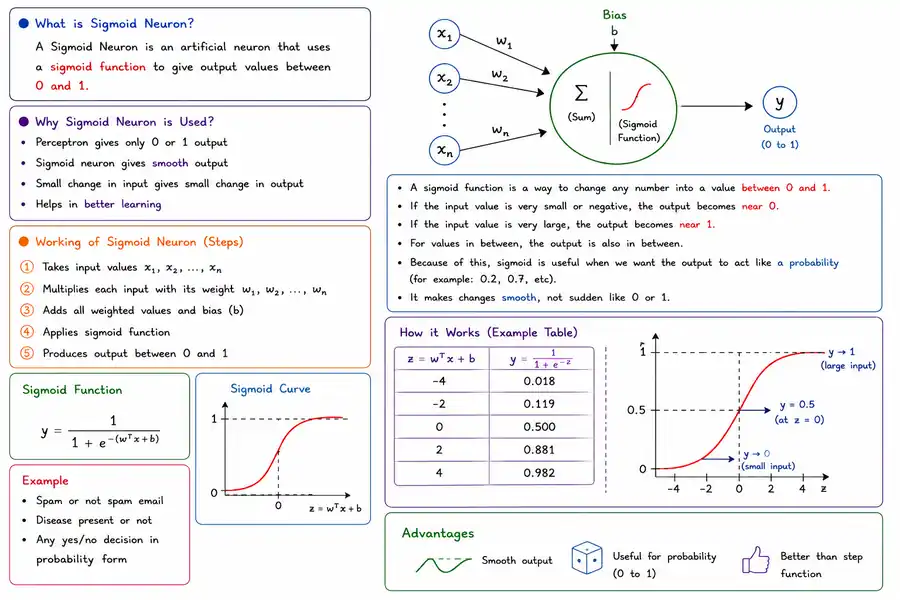 What is Sigmoid Neuron?
A Sigmoid Neuron is an artificial neuron that uses
a sigmoid function to give output values between
0 and 1.
Why Sigmoid Neuron is Used?
• Perceptron gives only 0 or 1 output
• Sigmoid neuron gives smooth output
• Small change in input gives small change in output
• Helps in better learning
Working of Sigmoid Neuron (Steps)
1 Takes input values x₁, x₂, ..., xₙ
2 Multiplies each input with its weight w₁, w₂, ..., wₙ
3 Adds all weighted values and bias (b)
4 Applies sigmoid function
5 Produces output between 0 and 1
Sigmoid Function
y = 1 / (1 + e^-(wᵀx+b))
Example
• Spam or not spam email
• Disease present or not
• Any yes/no decision in
probability form
Sigmoid Curve
1
0
0
z = wᵀx + b
Bias
b
x₁
w₁
x₂
w₂
xₙ
wₙ
Σ
(Sum)
(Sigmoid
Function)
y
Output
(0 to 1)
• A sigmoid function is a way to change any number into a value between 0 and 1.
• If the input value is very small or negative, the output becomes near 0.
• If the input value is very large, the output becomes near 1.
• For values in between, the output is also in between.
• Because of this, sigmoid is useful when we want the output to act like a probability
(for example: 0.2, 0.7, etc).
• It makes changes smooth, not sudden like 0 or 1.
How it Works (Example Table)
z = wᵀx + b y = 1 / (1 + e^-z)
-4 0.018
-2 0.119
0 0.500
2 0.881
4 0.982
1
0.5
0
-4 -2 0 2 4 z
y → 1
(large input)
y = 0.5
(at z = 0)
y → 0
(small input)
Advantages
Smooth output
Useful for probability
(0 to 1)
Better than step
function